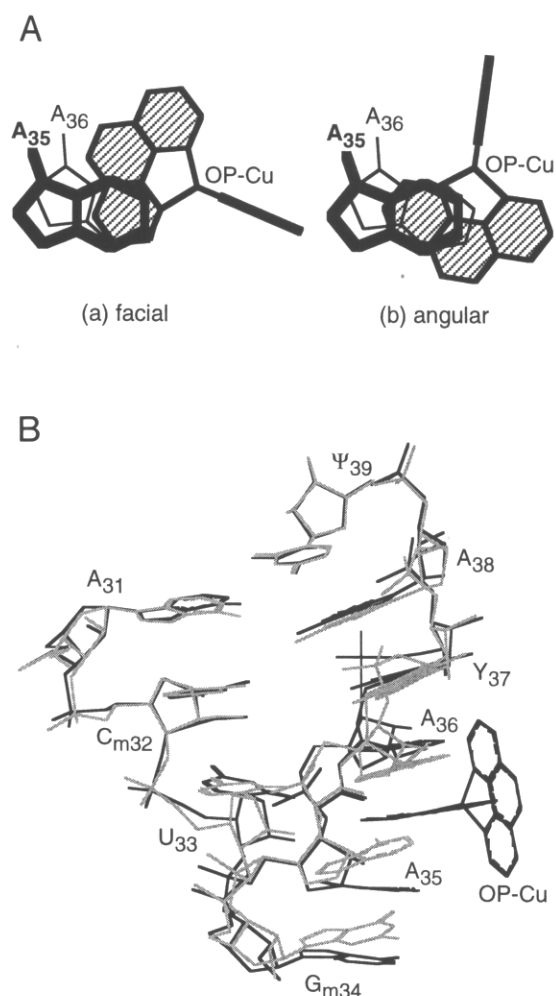 A
A36
A35
OP-Cu
(a) facial
A36
A35
OP-Cu
(b) angular
B
Ψ39
A38
A31
Y37
Cm32
A36
U33
A35
OP-Cu
Gm34